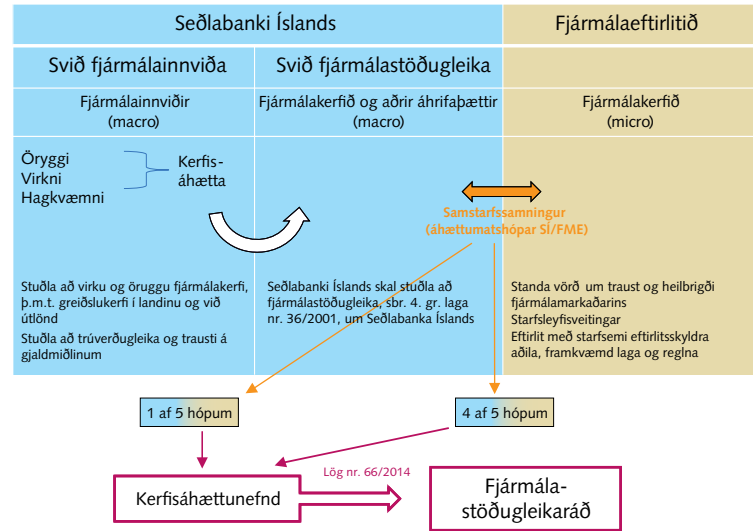 Seðlabanki Íslands
Fjármálaeftirlitið
Svið fjármálainnviða
Svið fjármálastöðugleika
Fjármálainnviðir
(macro)
Fjármálakerfið og aðrir áhrifaþættir
(macro)
Fjármálakerfið
(micro)
Öryggi
Virkni
Hagkvæmni
Kerfis-
áhætta
Samstarfssamningur
(áhættumatshópar SÍ/FME)
Stuðla að virku og öruggu fjármálakerfi,
þ.m.t. greiðslukerfi í landinu og við
útlönd
Stuðla að trúverðugleika og trausti á
gjaldmiðlinum
Seðlabanki Íslands skal stuðla að
fjármálastöðugleika, sbr. 4. gr. laga
nr. 36/2001, um Seðlabanka Íslands
Standa vörð um traust og heilbrigði
fjármálamarkaðarins
Starfsleyfisveitingar
Eftirlit með starfsemi eftirlitsskyldra
aðila, framkvæmd laga og reglna
1 af 5 hópum
4 af 5 hópum
Lög nr. 66/2014
Kerfisáhættunefnd
Fjármála-
stöðugleikaráð